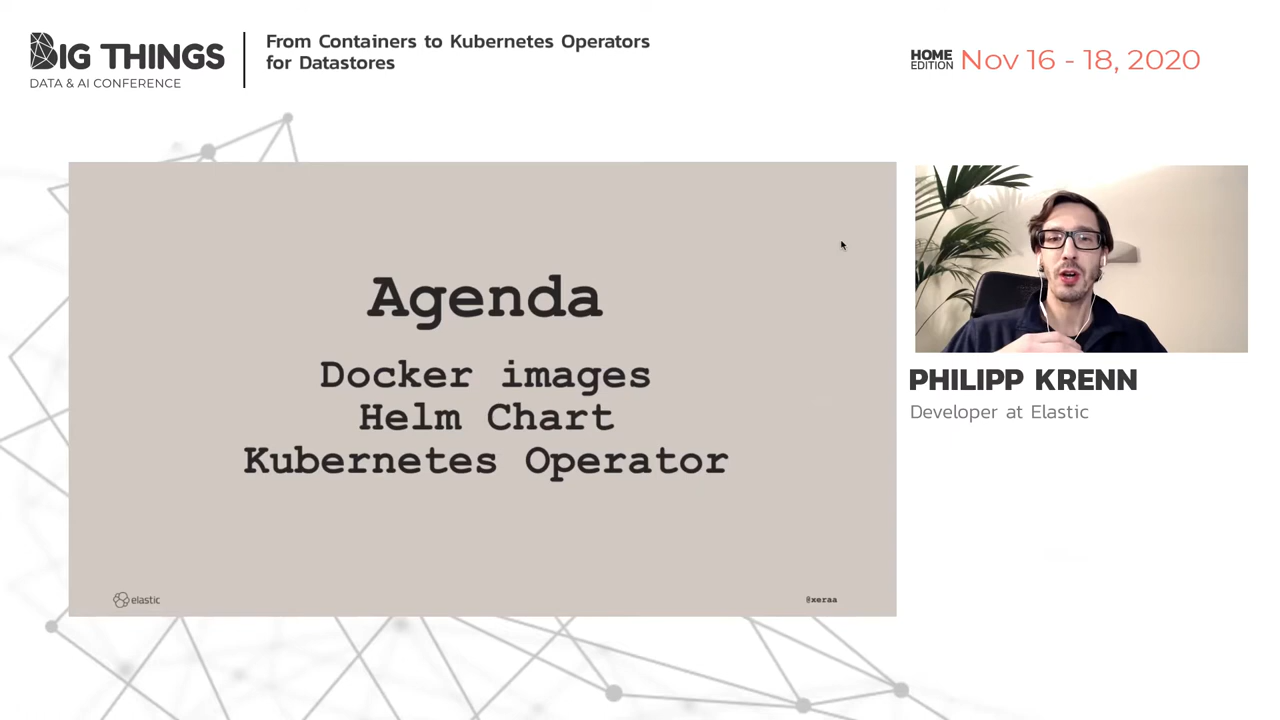 BIG THINGS
DATA & AI CONFERENCE
From Containers to Kubernetes Operators
for Datastores
HOME
EDITION
Nov 16 - 18, 2020
Agenda
Docker images
Helm Chart
Kubernetes Operator
elastic
@xeraa
PHILIPP KRENN
Developer at Elastic